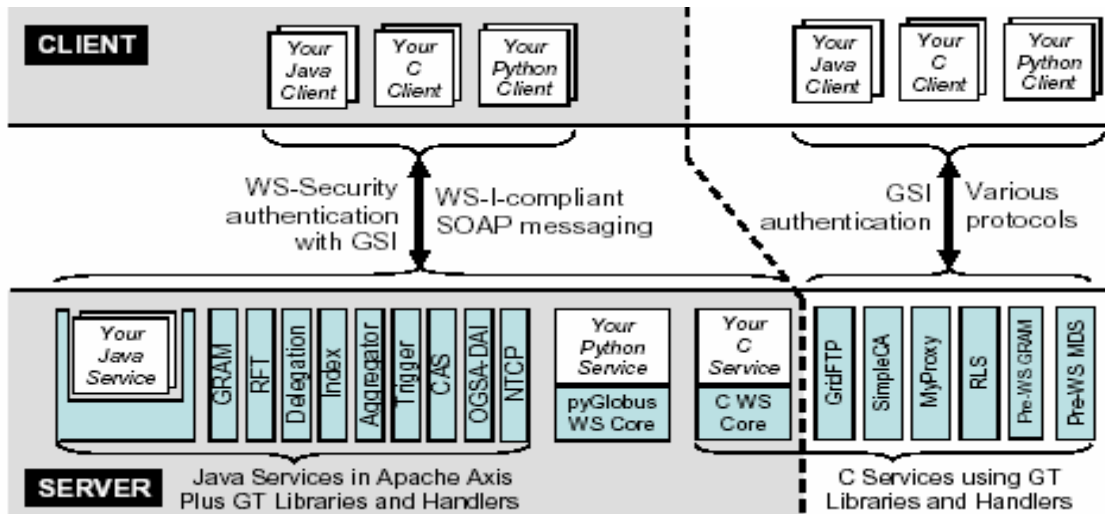 CLIENT
Your
Java
Client
Your
C
Client
Your
Python
Client
Your
Java
Client
Your
C
Client
Your
Python
Client
WS-Security
authentication
with GSI
WS-I-compliant
SOAP messaging
GSI
authentication
Various
protocols
Your
Java
Service
GRAM
RFT
Delegation
Index
Aggregator
Trigger
CAS
OGSA-DAI
NTCP
Your
Python
Service
pyGlobus
WS Core
Your
C
Service
C WS
Core
GridFTP
SimpleCA
MyProxy
RLS
Pre-WS GRAM
Pre-WS MDS
SERVER
Java Services in Apache Axis
Plus GT Libraries and Handlers
C Services using GT
Libraries and Handlers